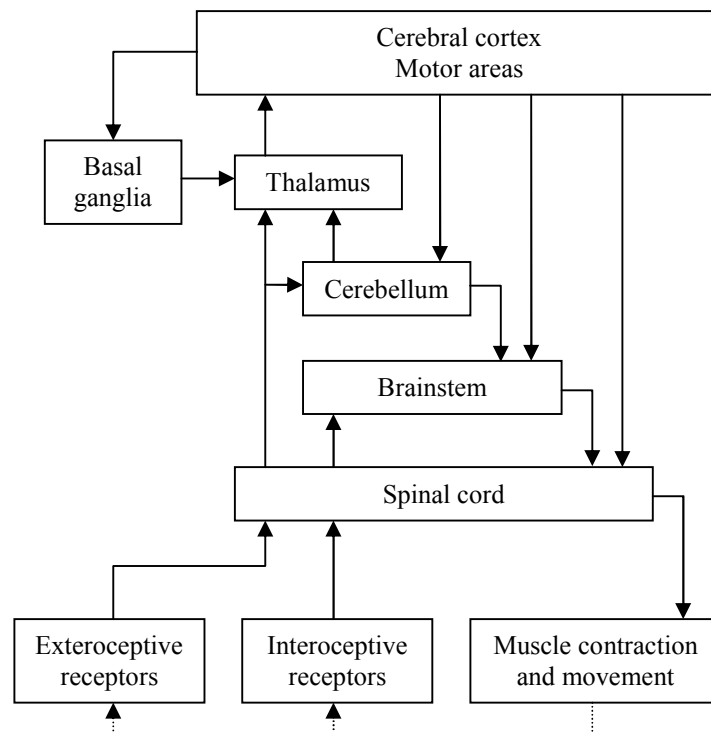 Cerebral cortex
Motor areas
Basal
ganglia
Thalamus
Cerebellum
Brainstem
Spinal cord
Exteroceptive
receptors
Interoceptive
receptors
Muscle contraction
and movement